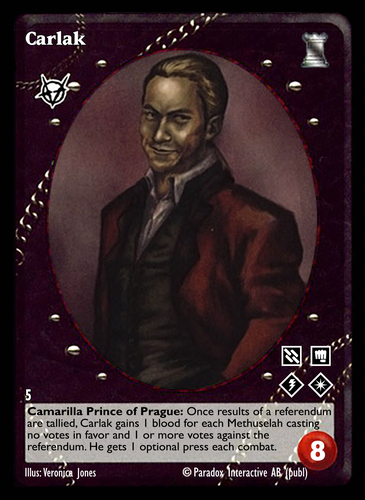 Carlak
5
Camarilla Prince of Prague: Once results of a referendum
are tallied, Carlak gains 1 blood for each Methuselah casting
no votes in favor and 1 or more votes against the
referendum. He gets 1 optional press each combat.
8
Illus: Veronica Jones © Paradox Interactive AB (publ)